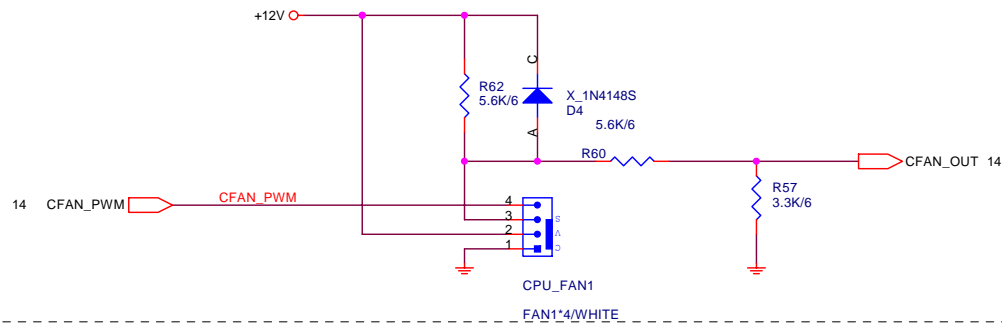 +12V
C
R62
5.6K/6
X_1N4148S
D4
5.6K/6
A
R60
CFAN_OUT 14
R57
3.3K/6
14 CFAN_PWM
CFAN_PWM
4
3
2
1
S
V
G
CPU_FAN1
FAN1*4/WHITE